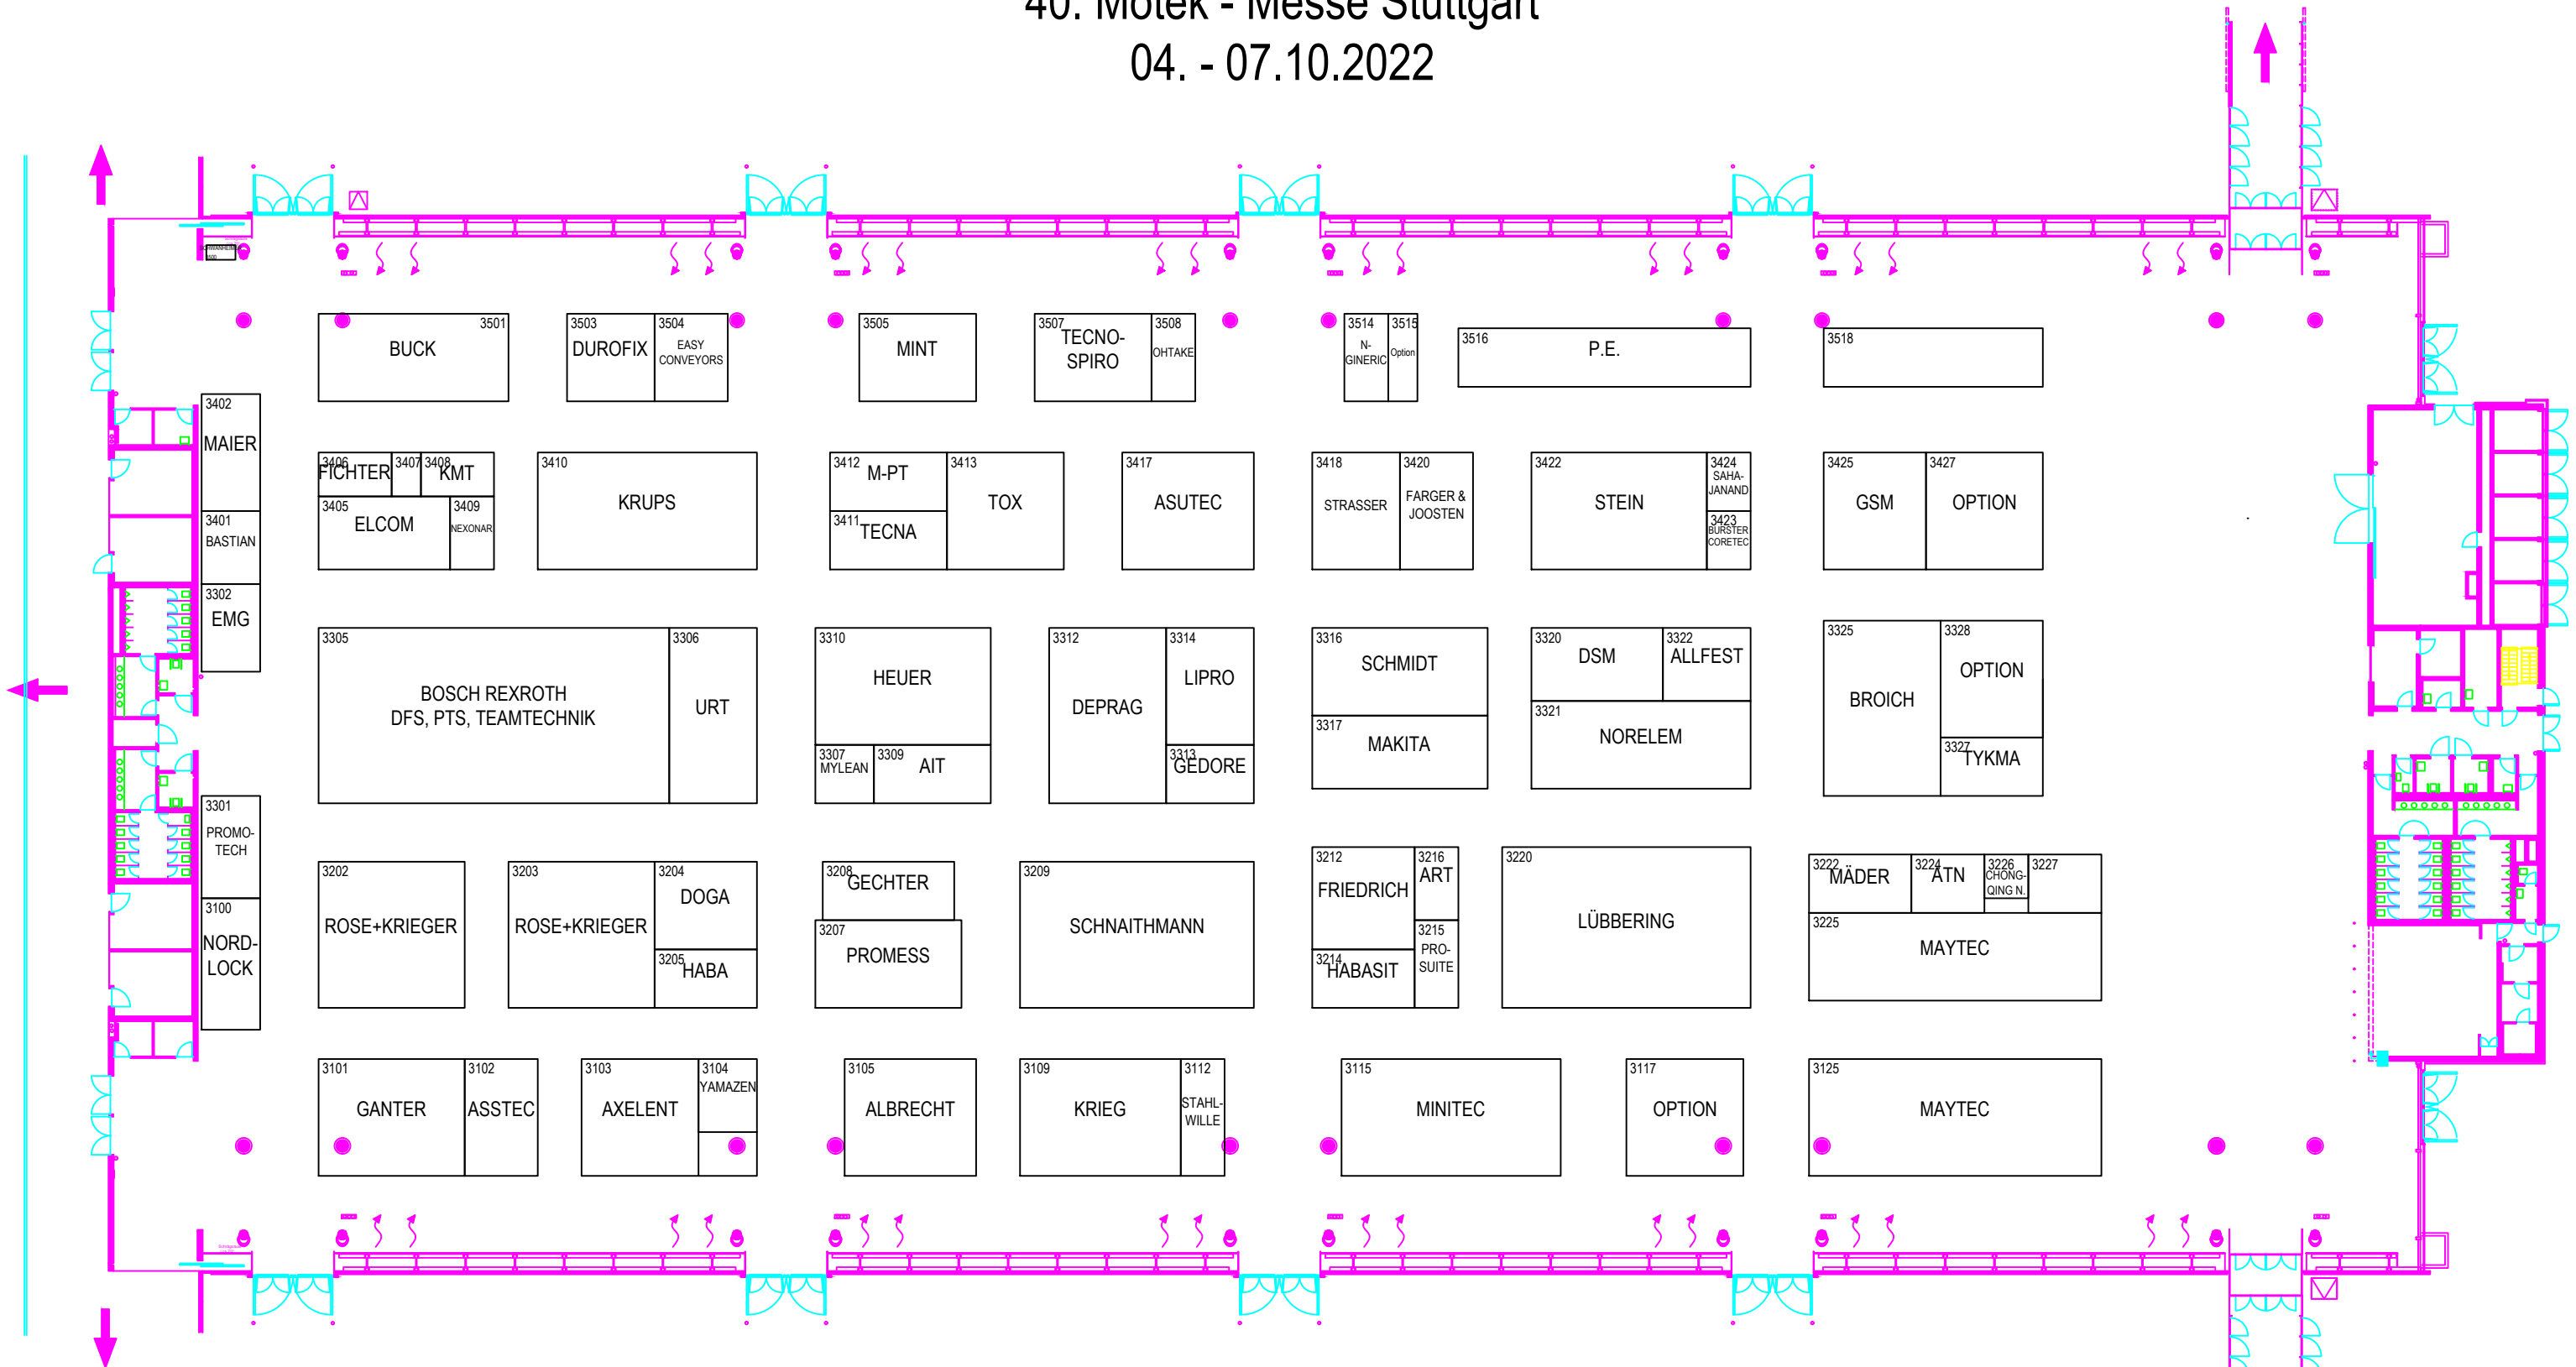 40. Motek - Messe Stuttgart
04. - 07.10.2022
3501
BUCK
3503
DUROFIX
3504
EASY
CONVEYORS
3505
MINT
3507
TECNO-
SPIRO
3508
OHTAKE
3514
N-
GINERIC
3515
Option
3516
P.E.
3518
3402
MAIER
3401
BASTIAN
3302
EMG
3406
FICHTER
3407
3408
KMT
3405
ELCOM
3409
NEXONAR
3410
KRUPS
3412
M-PT
3411
TECNA
3413
TOX
3417
ASUTEC
3418
STRASSER
3420
FARGER &
JOOSTEN
3422
STEIN
3424
SAHA-
JANAND
3423
BURSTER
CORETEC
3425
GSM
3427
OPTION
3305
BOSCH REXROTH
DFS, PTS, TEAMTECHNIK
3306
URT
3310
HEUER
3307
MYLEAN
3309
AIT
3312
DEPRAG
3314
LIPRO
3313
GEDORE
3316
SCHMIDT
3317
MAKITA
3320
DSM
3322
ALLFEST
3321
NORELEM
3325
BROICH
3328
OPTION
3327
TYKMA
3301
PROMO-
TECH
3100
NORD-
LOCK
3202
ROSE+KRIEGER
3203
ROSE+KRIEGER
3204
DOGA
3205
HABA
3208
GECHTER
3207
PROMESS
3209
SCHNAITHMANN
3212
FRIEDRICH
3216
ART
3214
HABASIT
3215
PRO-
SUITE
3220
LÜBBERING
3222
MÄDER
3224
ATN
3226
CHONG-
QING N.
3227
3225
MAYTEC
3101
GANTER
3102
ASSTEC
3103
AXELENT
3104
YAMAZEN
3105
ALBRECHT
3109
KRIEG
3112
STAHL-
WILLE
3115
MINITEC
3117
OPTION
3125
MAYTEC